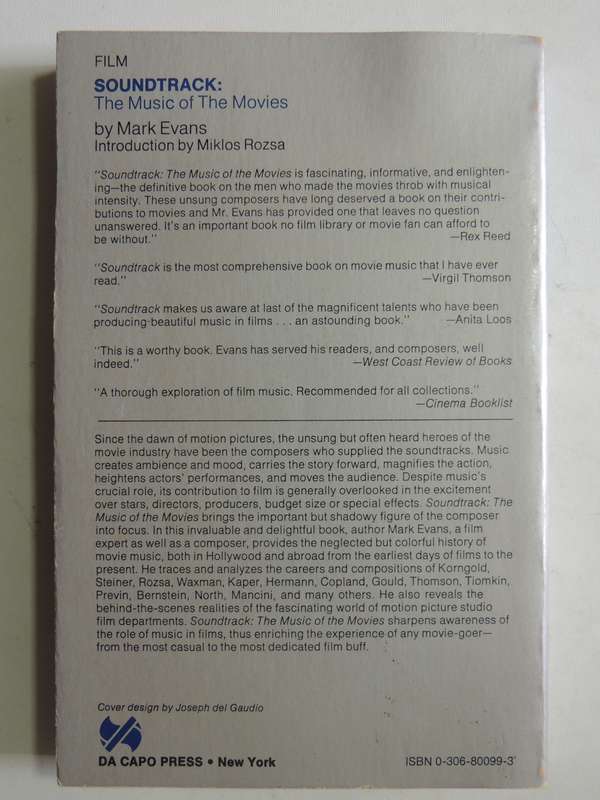 FILM
SOUNDTRACK:
The Music of The Movies
by Mark Evans
Introduction by Miklos Rozsa
"Soundtrack: The Music of the Movies is fascinating, informative, and enlighten-
ing—the definitive book on the men who made the movies throb with musical
intensity. These unsung composers have long deserved a book on their contri-
butions to movies and Mr. Evans has provided one that leaves no question
unanswered. It's an important book no film library or movie fan can afford to
be without." —Rex Reed
"Soundtrack is the most comprehensive book on movie music that I have ever
read." —Virgil Thomson
"Soundtrack makes us aware at last of the magnificent talents who have been
producing beautiful music in films . . . an astounding book." —Anita Loos
"This is a worthy book. Evans has served his readers, and composers, well
indeed." —West Coast Review of Books
"A thorough exploration of film music. Recommended for all collections."
—Cinema Booklist
Since the dawn of motion pictures, the unsung but often heard heroes of the
movie industry have been the composers who supplied the soundtracks. Music
creates ambience and mood, carries the story forward, magnifies the action,
heightens actors' performances, and moves the audience. Despite music's
crucial role, its contribution to film is generally overlooked in the excitement
over stars, directors, producers, budget size or special effects. Soundtrack: The
Music of the Movies brings the important but shadowy figure of the composer
into focus. In this invaluable and delightful book, author Mark Evans, a film
expert as well as a composer, provides the neglected but colorful history of
movie music, both in Hollywood and abroad from the earliest days of films to the
present. He traces and analyzes the careers and compositions of Korngold,
Steiner, Rozsa, Waxman, Kaper, Hermann, Copland, Gould, Thomson, Tiomkin,
Previn, Bernstein, North, Mancini, and many others. He also reveals the
behind-the-scenes realities of the fascinating world of motion picture studio
film departments. Soundtrack: The Music of the Movies sharpens awareness of
the role of music in films, thus enriching the experience of any movie-goer—
from the most casual to the most dedicated film buff.
Cover design by Joseph del Gaudio
DA CAPO PRESS • New York ISBN 0-306-80099-3